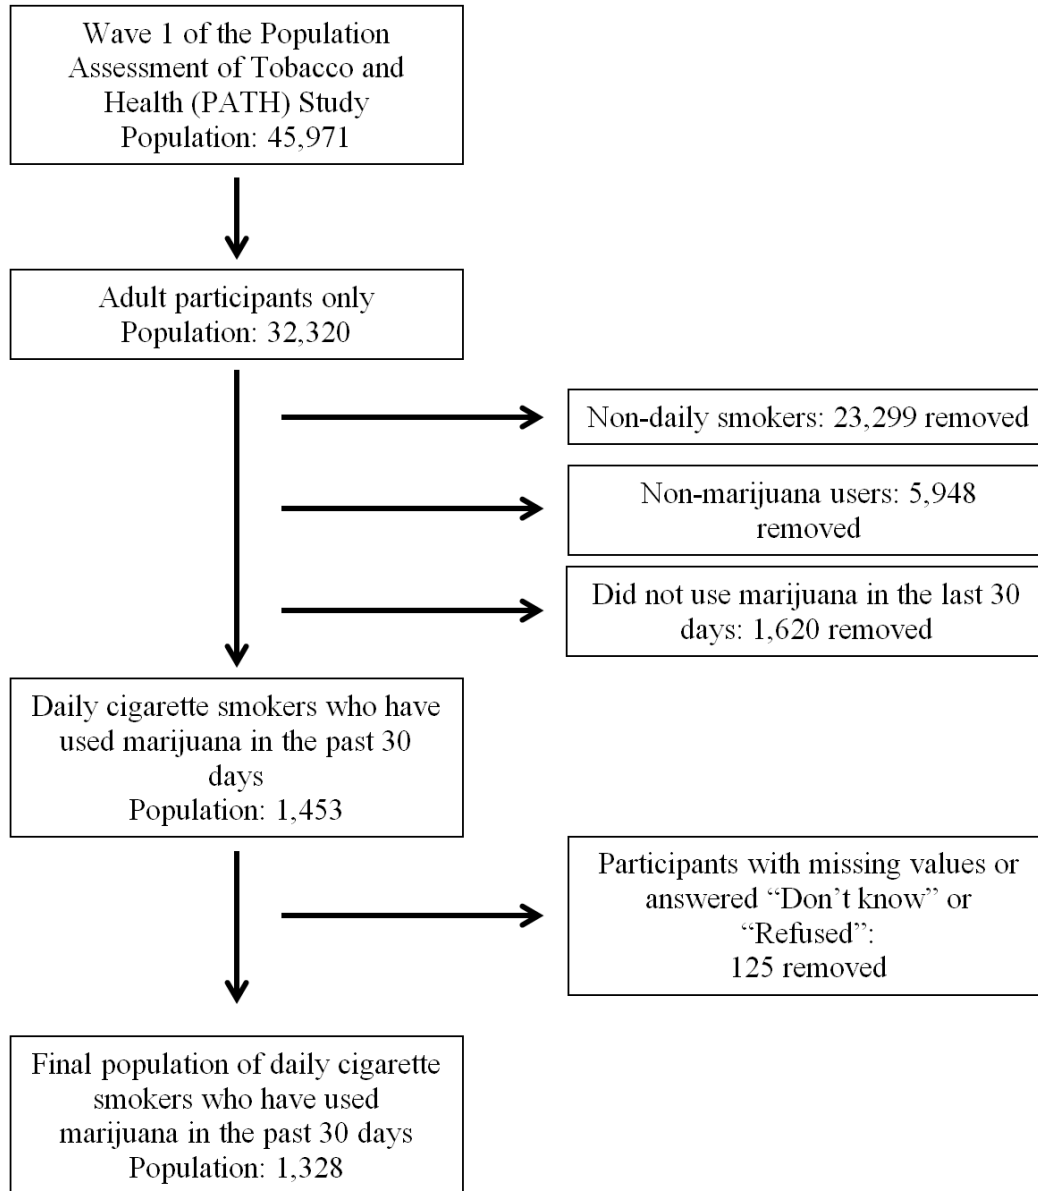 Wave 1 of the Population
Assessment of Tobacco and
Health (PATH) Study
Population: 45,971
Adult participants only
Population: 32,320
Non-daily smokers: 23,299 removed
Non-marijuana users: 5,948
removed
Did not use marijuana in the last 30
days: 1,620 removed
Daily cigarette smokers who have
used marijuana in the past 30
days
Population: 1,453
Participants with missing values or
answered “Don’t know” or
“Refused”:
125 removed
Final population of daily cigarette
smokers who have used
marijuana in the past 30 days
Population: 1,328